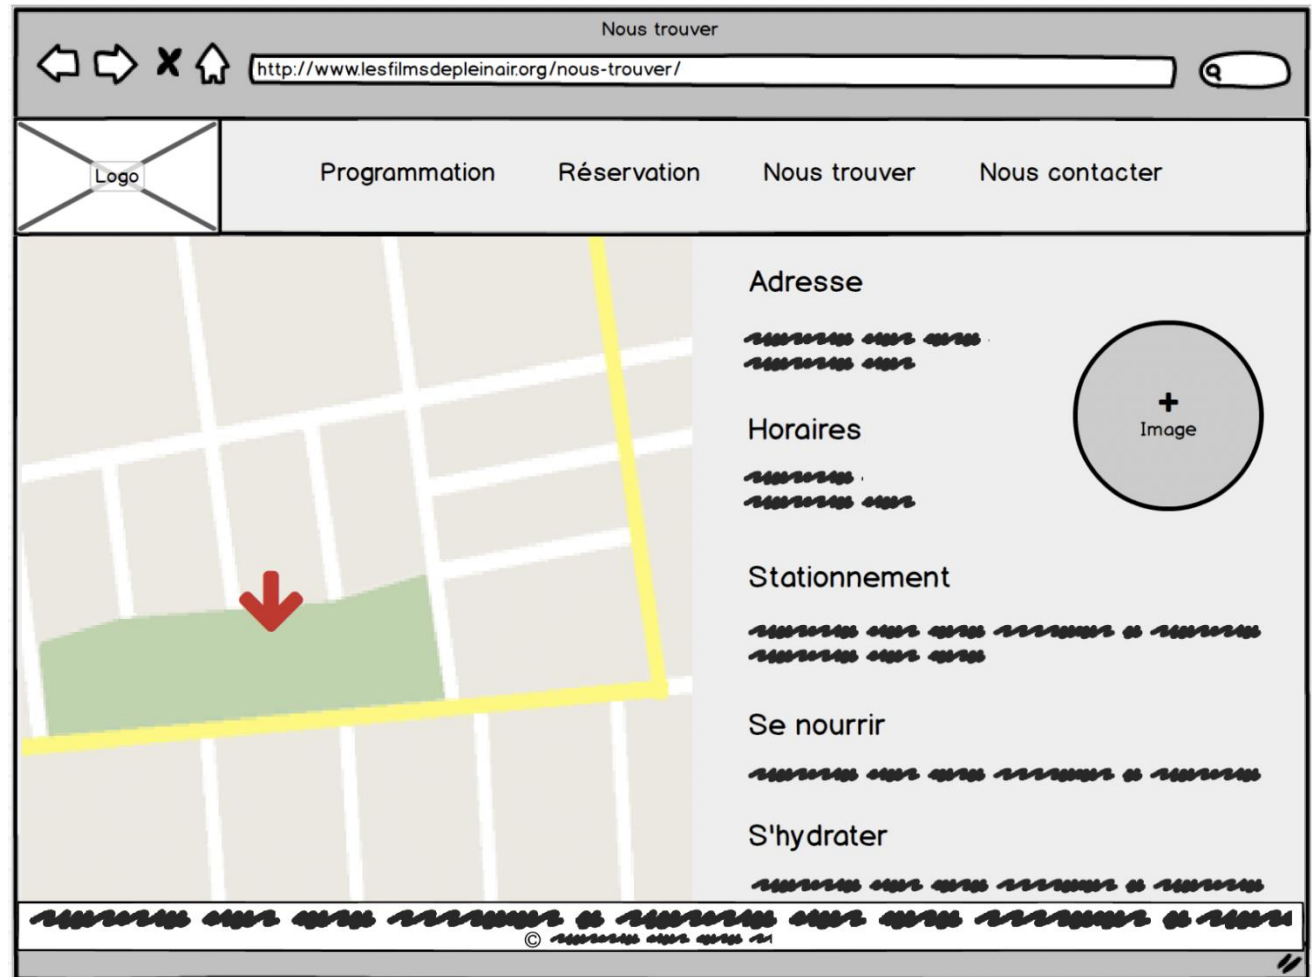 Nous trouver
http://www.lesfilmsdepleinair.org/nous-trouver/
Logo
Programmation Réservation Nous trouver Nous contacter
Adresse
Image
Horaires
Stationnement
Se nourrir
S'hydrater
©